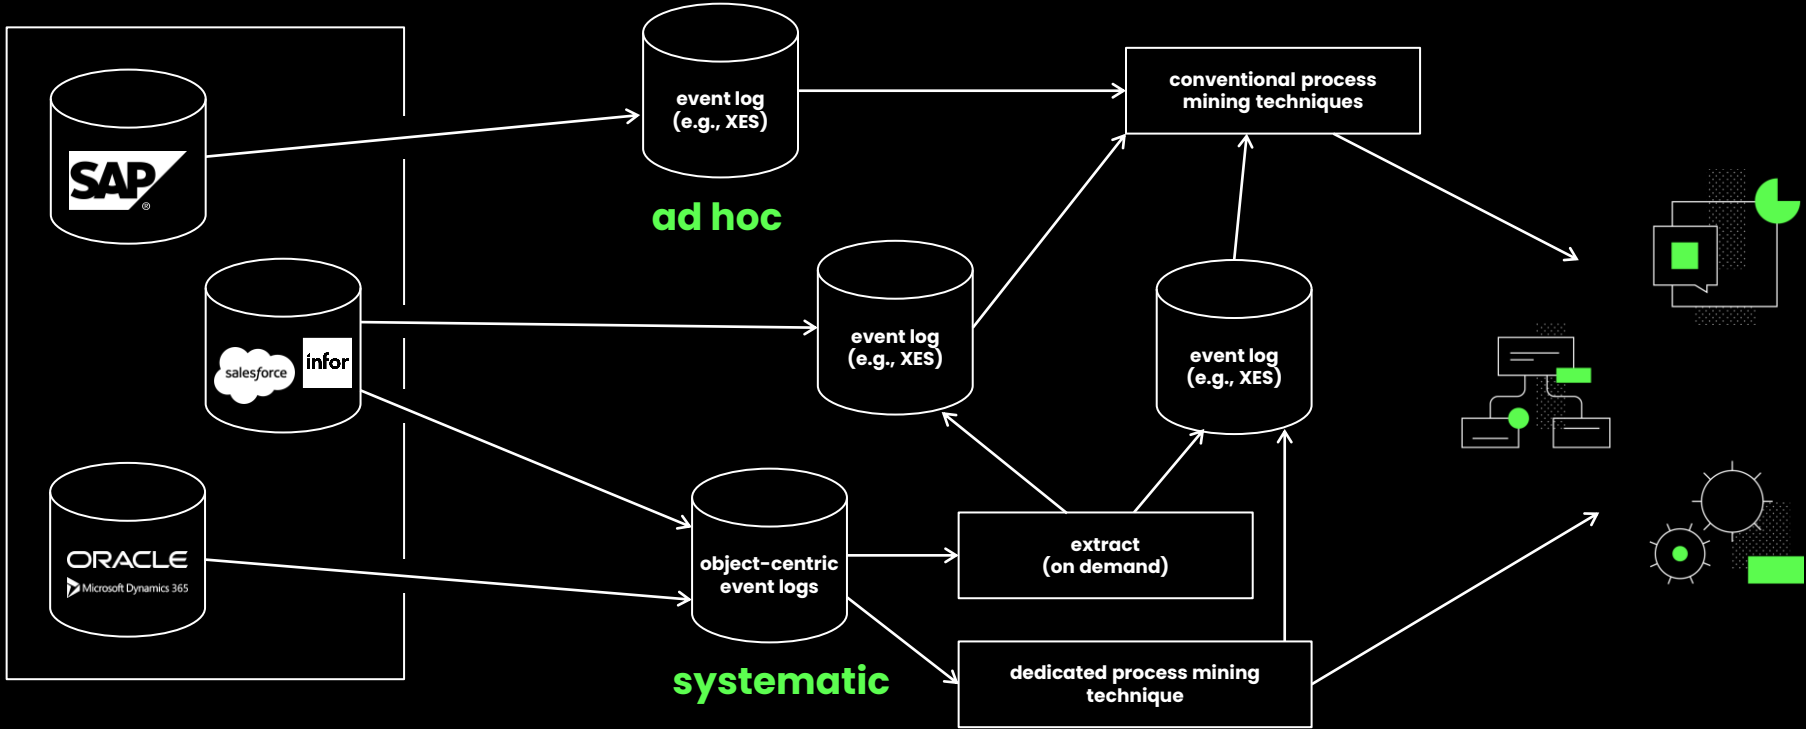 SAP
®
salesforce
infor
ORACLE
Microsoft Dynamics 365
event log
(e.g., XES)
ad hoc
event log
(e.g., XES)
object-centric
event logs
systematic
conventional process
mining techniques
event log
(e.g., XES)
extract
(on demand)
dedicated process mining
technique